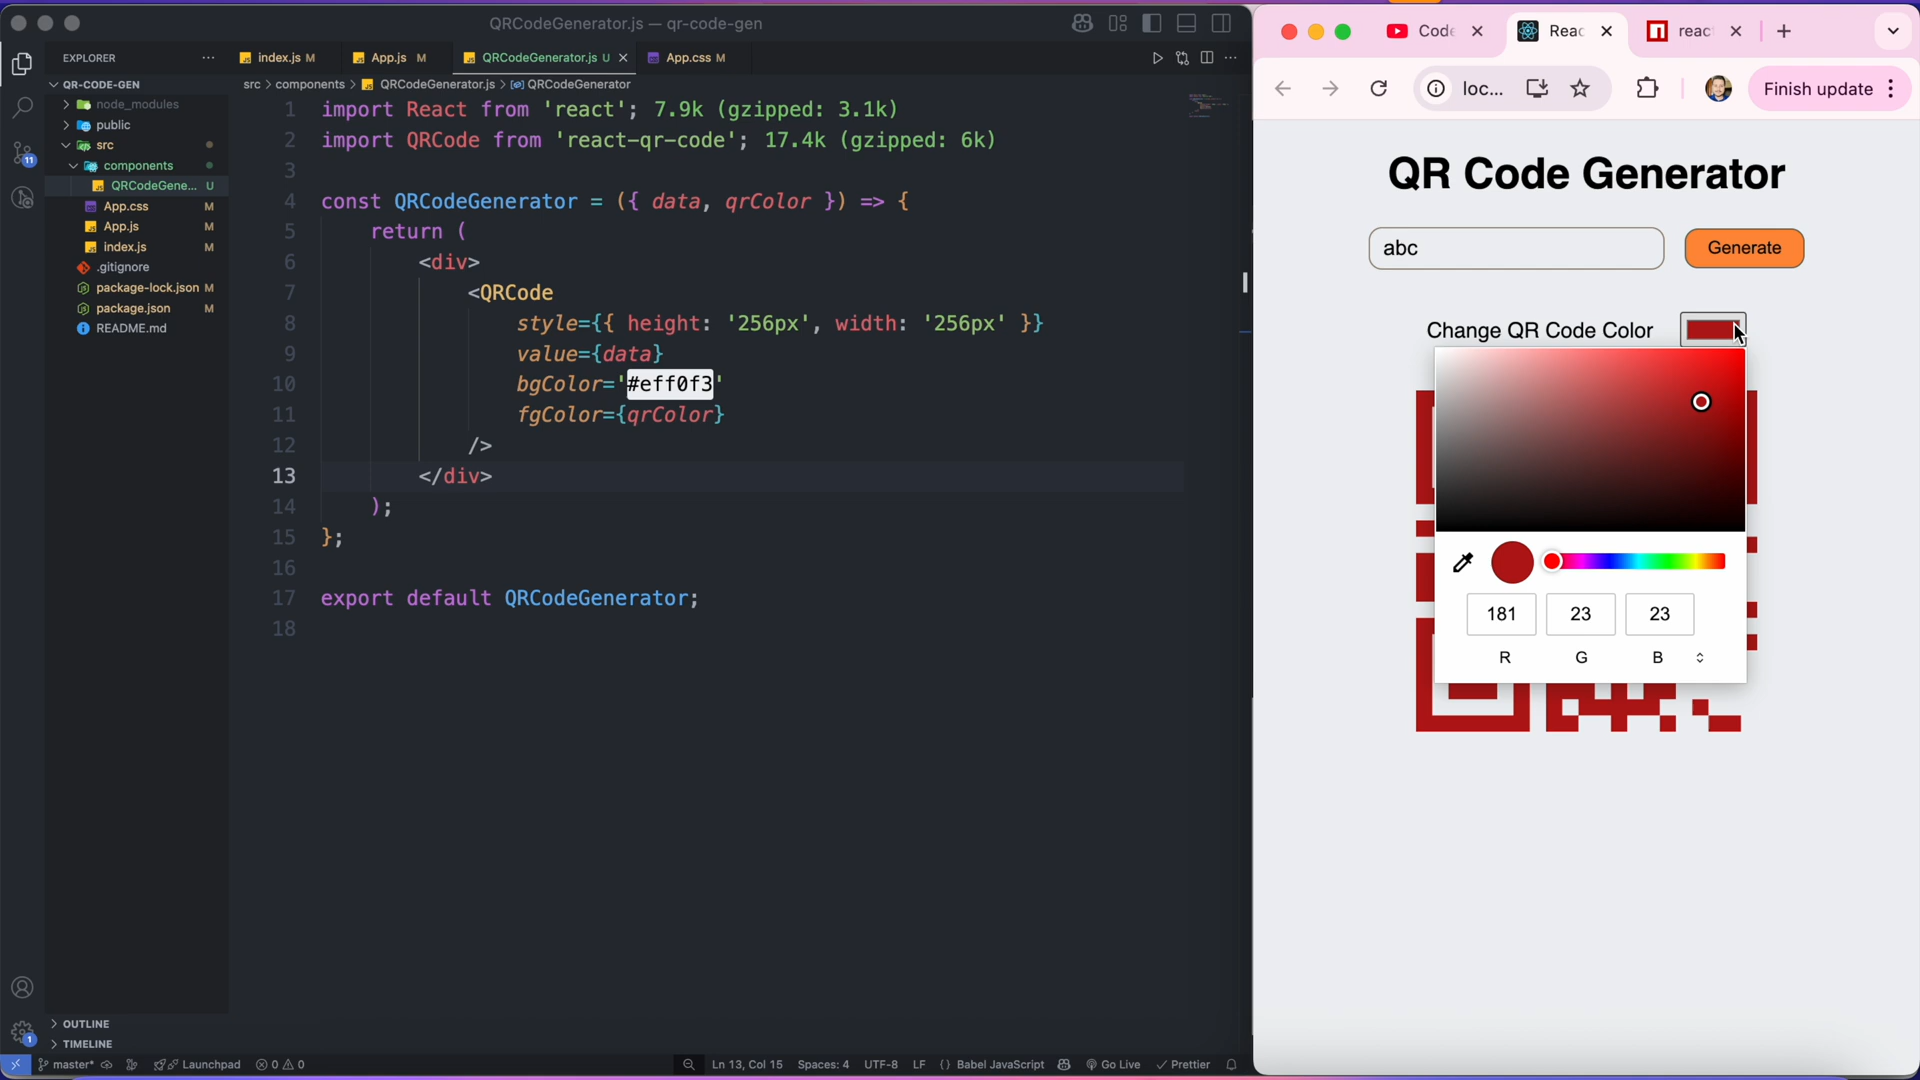 QRCodeGenerator.js — qr-code-gen
EXPLORER
QR-CODE-GEN
node_modules
public
src
components
QRCodeGene... U
App.css M
App.js M
index.js M
.gitignore
package-lock.json M
package.json M
README.md
OUTLINE
TIMELINE
index.js M
App.js M
QRCodeGenerator.js U
App.css M
src > components > QRCodeGenerator.js > QRCodeGenerator
1 import React from 'react'; 7.9k (gzipped: 3.1k)
2 import QRCode from 'react-qr-code'; 17.4k (gzipped: 6k)
3
4 const QRCodeGenerator = ({ data, qrColor }) => {
5 return (
6 <div>
7 <QRCode
8 style={{ height: '256px', width: '256px' }}
9 value={data}
10 bgColor='#eff0f3'
11 fgColor={qrColor}
12 />
13 </div>
14 );
15 };
16
17 export default QRCodeGenerator;
18
11
1
master*
Launchpad
0
0
Ln 13, Col 15
Spaces: 4
UTF-8
LF
{} Babel JavaScript
Go Live
Prettier
Code
Reac
react
loc...
Finish update
QR Code Generator
abc
Generate
Change QR Code Color
181 23 23
R G B